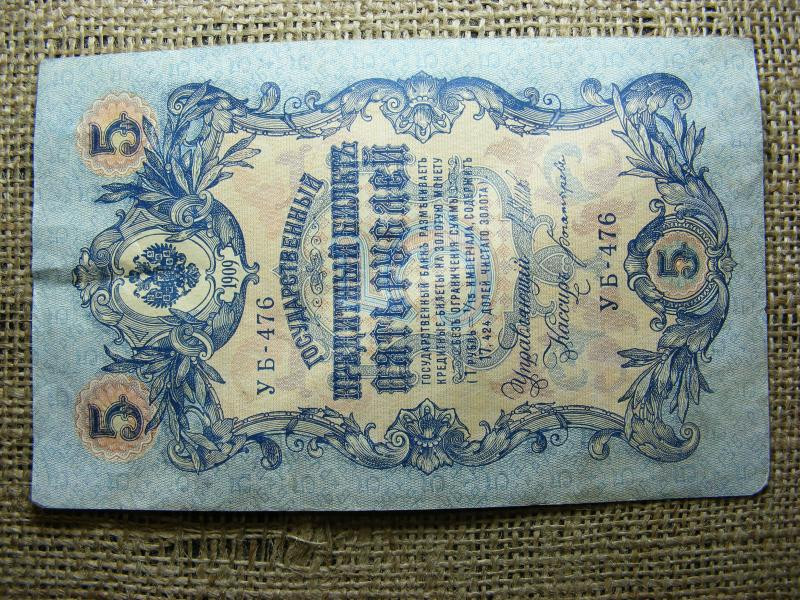 5 5
1909
УБ-476
ГОСУДАРСТВЕННЫЙ
КРЕДИТНЫЙ БИЛЕТЪ
ПЯТЬ РУБЛЕЙ
ГОСУДАРСТВЕННЫЙ БАНКЪ РАЗМѢНИВАЕТЪ
КРЕДИТНЫЕ БИЛЕТЫ НА ЗОЛОТУЮ МОНЕТУ
БЕЗЪ ОГРАНИЧЕНІЯ СУММЫ
(1 РУБЛЬ = 1/15 ИМПЕРІАЛА, СОДЕРЖИТЪ
17,424 ДОЛЕЙ ЧИСТАГО ЗОЛОТА)
Управляющій
Кассиръ
УБ-476
5